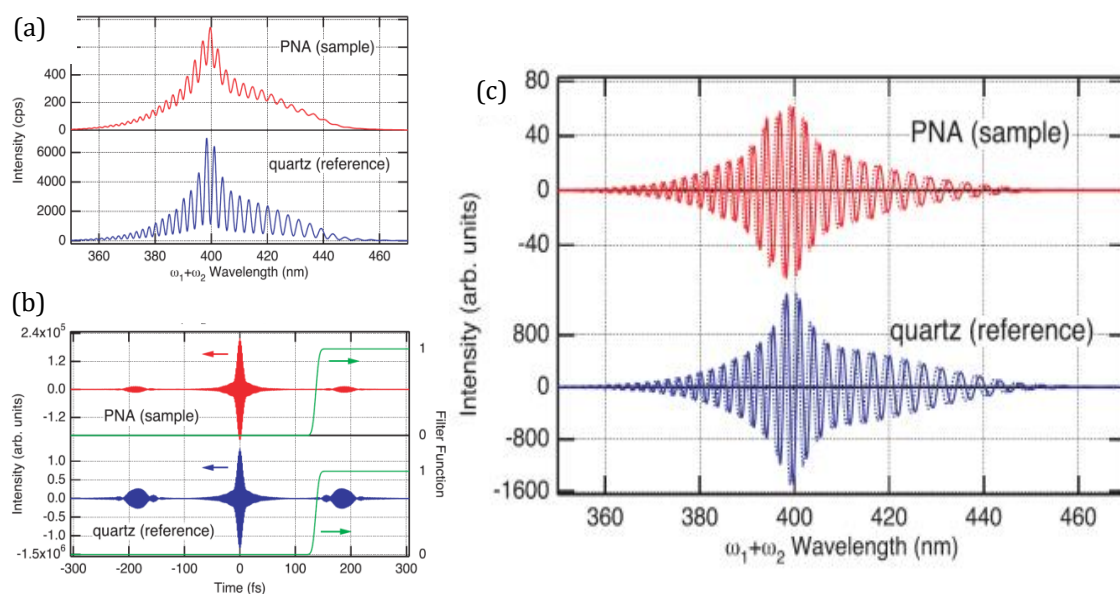 (a)
PNA (sample)
400
200
0
Intensity (cps)
quartz (reference)
6000
4000
2000
0
360
380
400
420
440
460
ω1+ω2 Wavelength (nm)
(b)
2.4x10⁵
1.2
0.0
-1.2
PNA (sample)
1
0
Filter Function
Intensity (arb. units)
1.0
0.5
0.0
-0.5
-1.0
-1.5x10⁶
quartz (reference)
1
0
-300
-200
-100
0
100
200
300
Time (fs)
(c)
80
40
0
-40
PNA (sample)
Intensity (arb. units)
800
0
-800
-1600
quartz (reference)
360
380
400
420
440
460
ω1+ω2 Wavelength (nm)